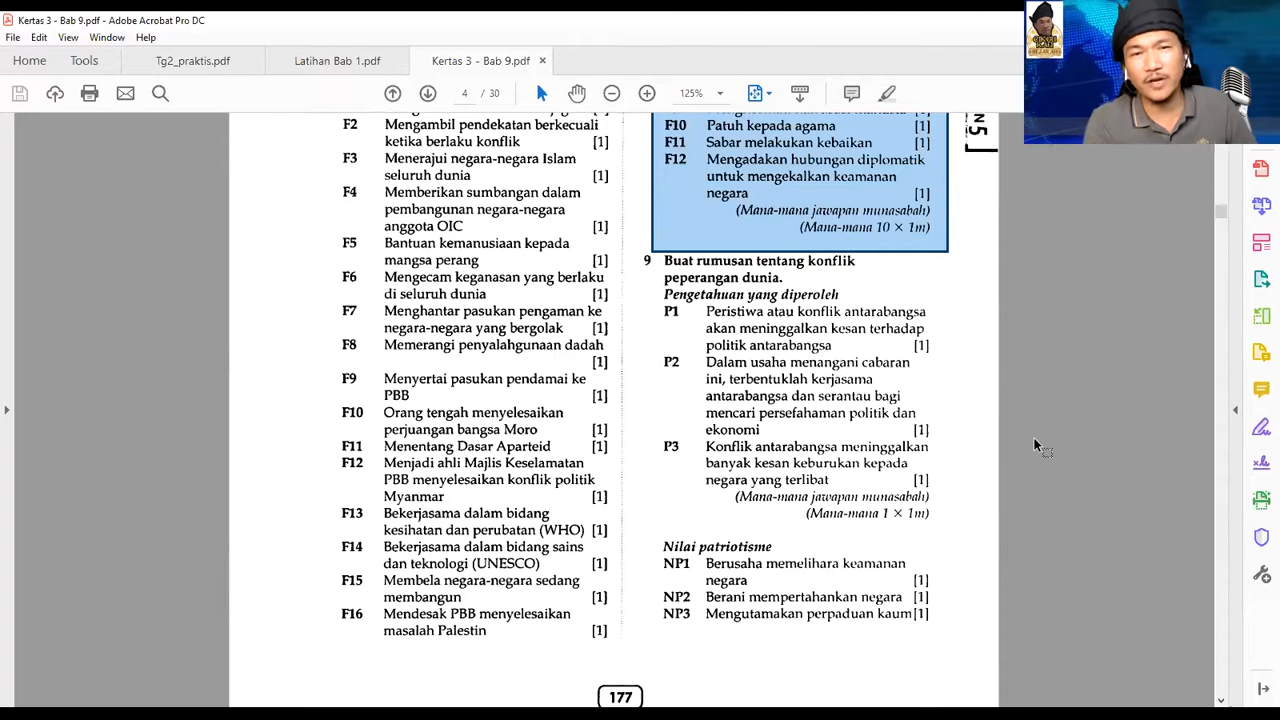 Kertas 3 - Bab 9.pdf - Adobe Acrobat Pro DC
File Edit View Window Help
Home Tools Tg2_praktis.pdf Latihan Bab 1.pdf Kertas 3 - Bab 9.pdf ×
4 / 30 125%
F2 Mengambil pendekatan berkecuali
ketika berlaku konflik [1]
F3 Menerajui negara-negara Islam
seluruh dunia [1]
F4 Memberikan sumbangan dalam
pembangunan negara-negara
anggota OIC [1]
F5 Bantuan kemanusiaan kepada
mangsa perang [1]
F6 Mengecam keganasan yang berlaku
di seluruh dunia [1]
F7 Menghantar pasukan pengaman ke
negara-negara yang bergolak [1]
F8 Memerangi penyalahgunaan dadah
[1]
F9 Menyertai pasukan pendamai ke
PBB [1]
F10 Orang tengah menyelesaikan
perjuangan bangsa Moro [1]
F11 Menentang Dasar Aparteid [1]
F12 Menjadi ahli Majlis Keselamatan
PBB menyelesaikan konflik politik
Myanmar [1]
F13 Bekerjasama dalam bidang
kesihatan dan perubatan (WHO) [1]
F14 Bekerjasama dalam bidang sains
dan teknologi (UNESCO) [1]
F15 Membela negara-negara sedang
membangun [1]
F16 Mendesak PBB menyelesaikan
masalah Palestin [1]
F10 Patuh kepada agama [1]
F11 Sabar melakukan kebaikan [1]
F12 Mengadakan hubungan diplomatik
untuk mengekalkan keamanan
negara [1]
(Mana-mana jawapan munasabah)
(Mana-mana 10 × 1m)
9 Buat rumusan tentang konflik
peperangan dunia.
Pengetahuan yang diperoleh
P1 Peristiwa atau konflik antarabangsa
akan meninggalkan kesan terhadap
politik antarabangsa [1]
P2 Dalam usaha menangani cabaran
ini, terbentuklah kerjasama
antarabangsa dan serantau bagi
mencari persefahaman politik dan
ekonomi [1]
P3 Konflik antarabangsa meninggalkan
banyak kesan keburukan kepada
negara yang terlibat [1]
(Mana-mana jawapan munasabah)
(Mana-mana 1 × 1m)
Nilai patriotisme
NP1 Berusaha memelihara keamanan
negara [1]
NP2 Berani mempertahankan negara [1]
NP3 Mengutamakan perpaduan kaum [1]
177
N 5